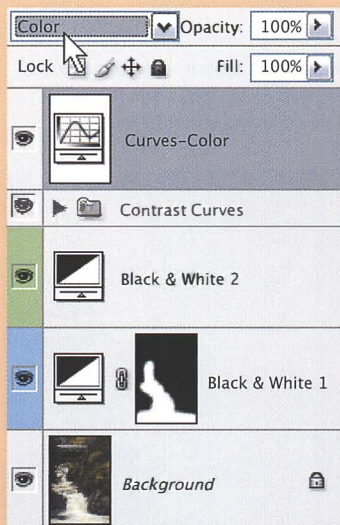 Color Opacity: 100%
Lock Fill: 100%
Curves-Color
Contrast Curves
Black & White 2
Black & White 1
Background